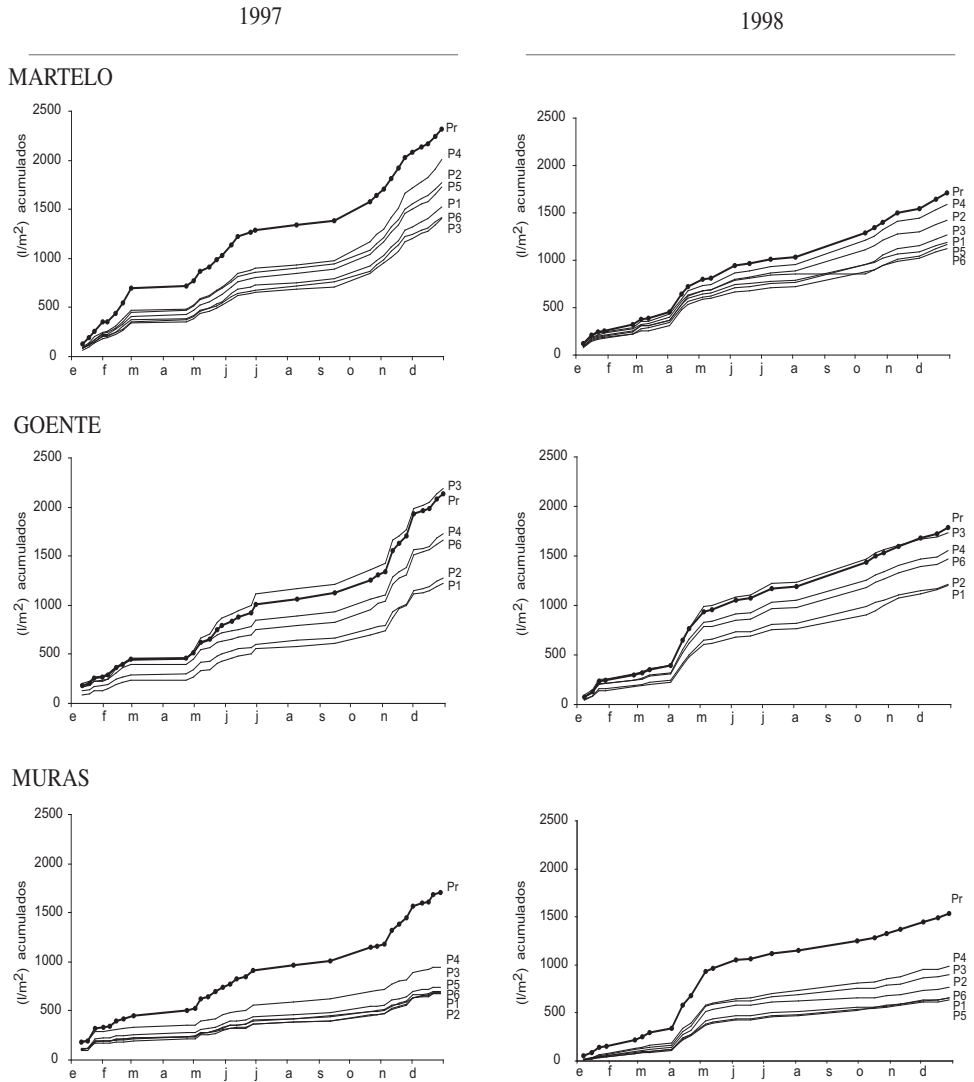 1997
1998
MARTELO
(l/m2) acumulados
2500
2000
1500
1000
500
0
e f m a m j j a s o n d
Pr
P4
P2
P5
P1
P6
P3
(l/m2) acumulados
2500
2000
1500
1000
500
0
e f m a m j j a s o n d
Pr
P4
P2
P3
P1
P5
P6
GOENTE
(l/m2) acumulados
2500
2000
1500
1000
500
0
e f m a m j j a s o n d
P3
Pr
P4
P6
P2
P1
(l/m2) acumulados
2500
2000
1500
1000
500
0
e f m a m j j a s o n d
Pr
P3
P4
P6
P2
P1
MURAS
(l/m2) acumulados
2500
2000
1500
1000
500
0
e f m a m j j a s o n d
Pr
P4
P3
P5
P6
P1
P2
(l/m2) acumulados
2500
2000
1500
1000
500
0
e f m a m j j a s o n d
Pr
P4
P3
P2
P6
P1
P5